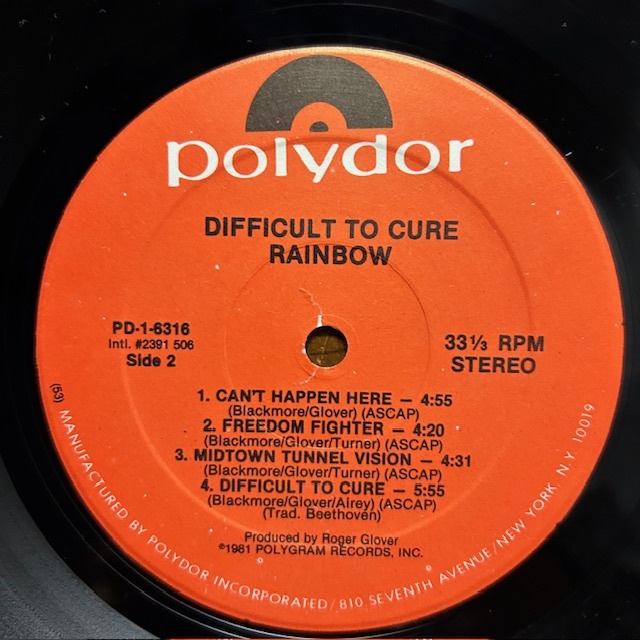 polydor
DIFFICULT TO CURE
RAINBOW
PD-1-6316
Intl. #2391 506
Side 2
33 1/3 RPM
STEREO
1. CAN'T HAPPEN HERE — 4:55
(Blackmore/Glover) (ASCAP)
2. FREEDOM FIGHTER — 4:20
(Blackmore/Glover/Turner) (ASCAP)
3. MIDTOWN TUNNEL VISION — 4:31
(Blackmore/Glover/Turner) (ASCAP)
4. DIFFICULT TO CURE — 5:55
(Blackmore/Glover/Airey) (ASCAP)
(Trad. Beethoven)
Produced by Roger Glover
℗1981 POLYGRAM RECORDS, INC.
(53) MANUFACTURED BY POLYDOR INCORPORATED/810 SEVENTH AVENUE/NEW YORK, N.Y. 10019